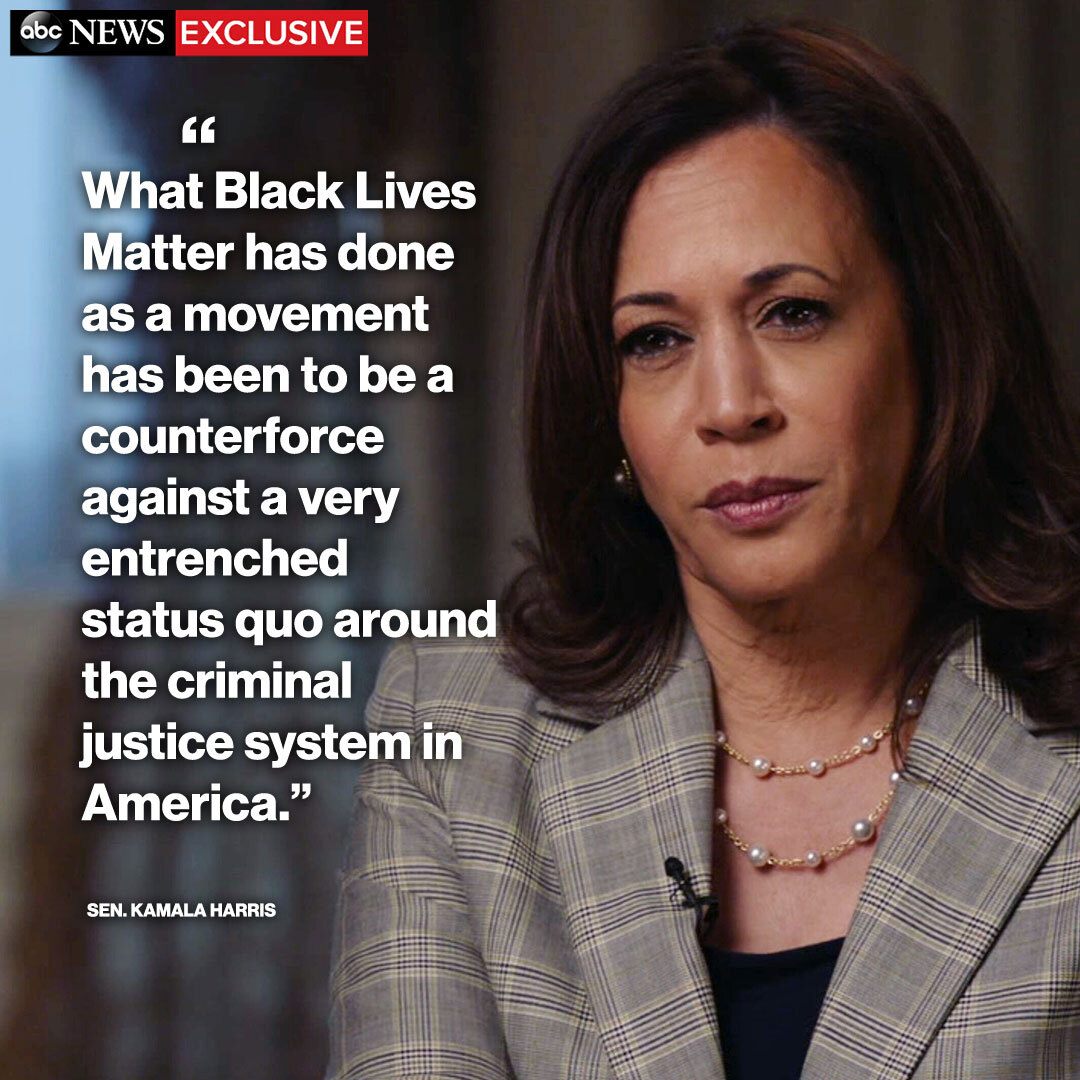 abc NEWS EXCLUSIVE
“
What Black Lives
Matter has done
as a movement
has been to be a
counterforce
against a very
entrenched
status quo around
the criminal
justice system in
America.”
SEN. KAMALA HARRIS